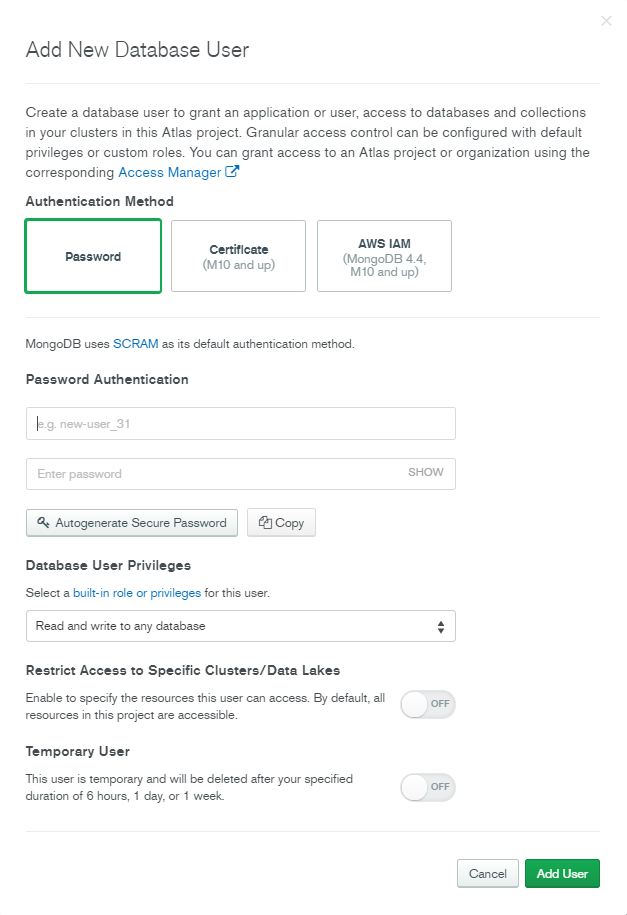 Add New Database User
Create a database user to grant an application or user, access to databases and collections
in your clusters in this Atlas project. Granular access control can be configured with default
privileges or custom roles. You can grant access to an Atlas project or organization using the
corresponding Access Manager
Authentication Method
Password
Certificate
(M10 and up)
AWS IAM
(MongoDB 4.4,
M10 and up)
MongoDB uses SCRAM as its default authentication method.
Password Authentication
e.g. new-user_31
Enter password SHOW
Autogenerate Secure Password Copy
Database User Privileges
Select a built-in role or privileges for this user.
Read and write to any database
Restrict Access to Specific Clusters/Data Lakes
Enable to specify the resources this user can access. By default, all
resources in this project are accessible.
OFF
Temporary User
This user is temporary and will be deleted after your specified
duration of 6 hours, 1 day, or 1 week.
OFF
Cancel Add User